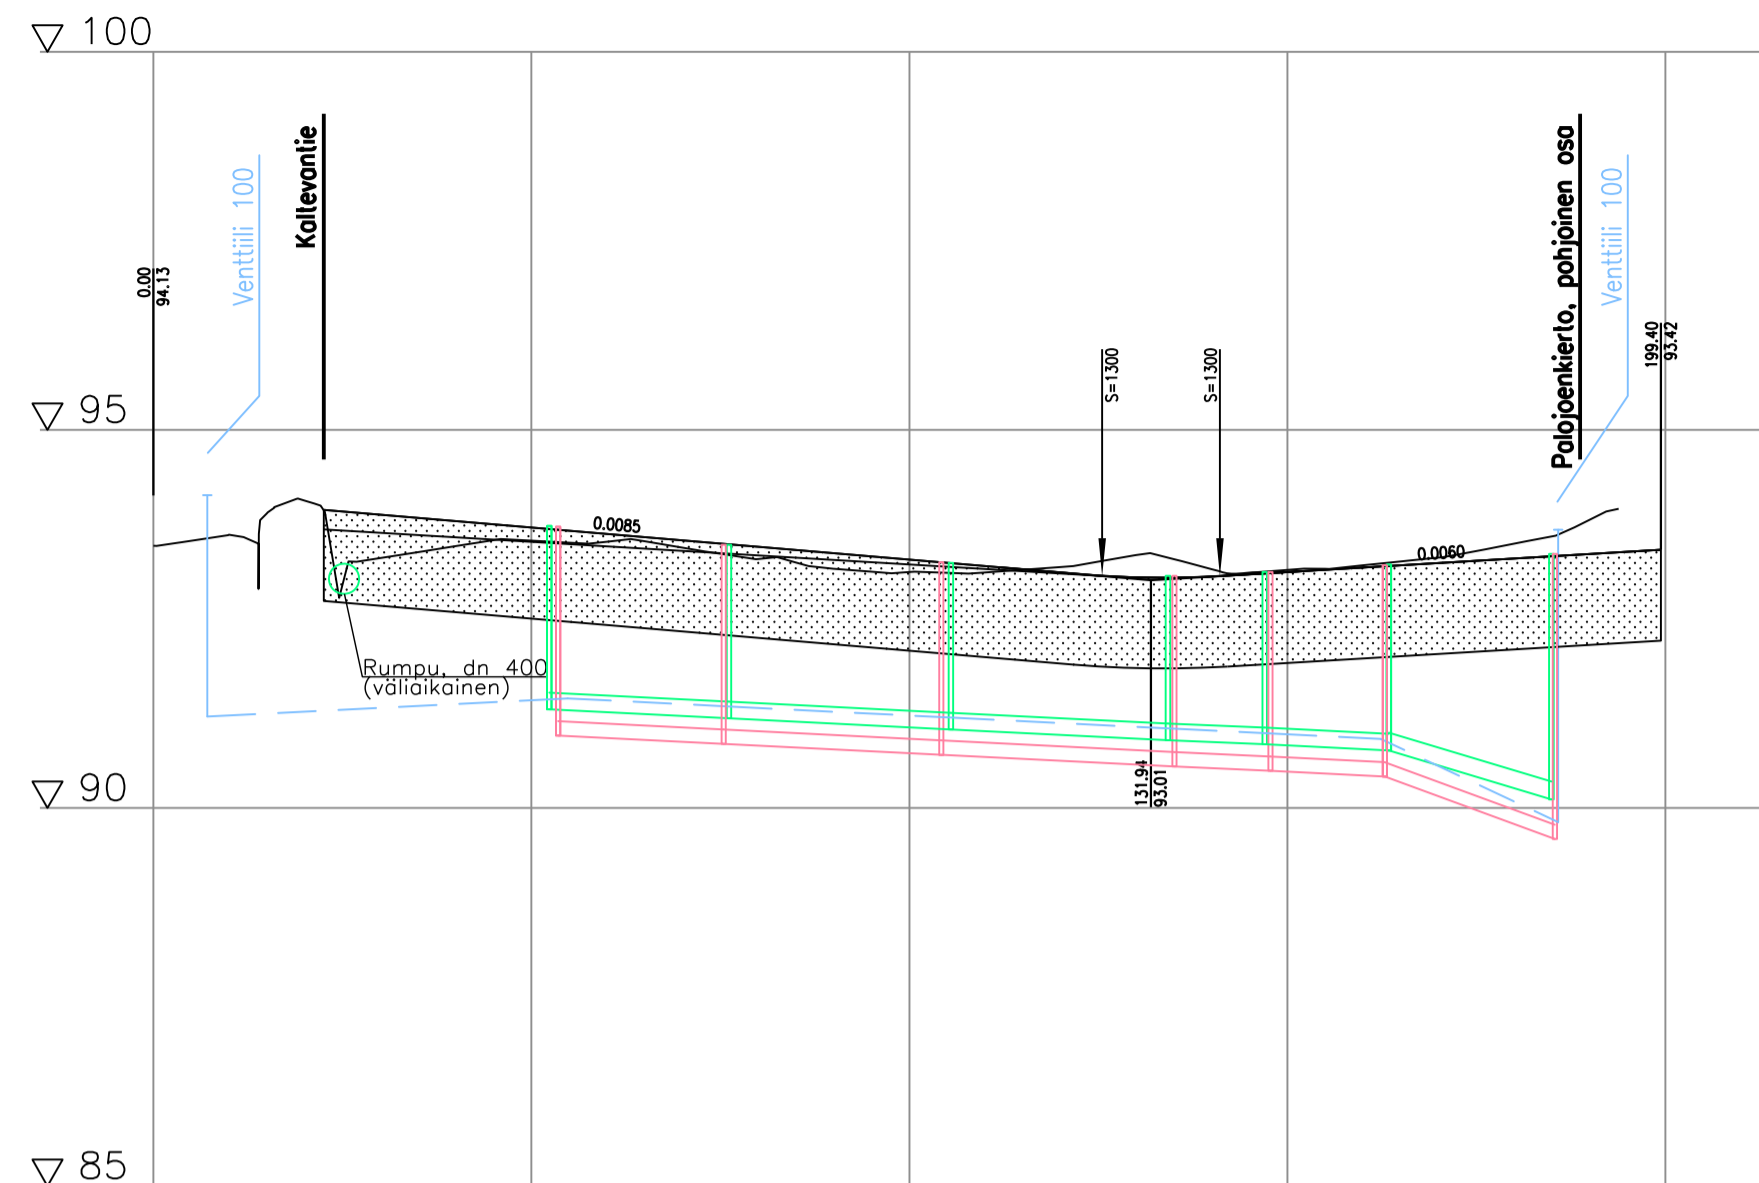 100
95
90
85
0.00
94.13
Venttiili 100
Kaltevantie
0.0085
Rumpu, dn 400
(väliaikainen)
S=1300
S=1300
131.94
93.01
0.0060
Palojoenkierto, pohjoinen osa
Venttiili 100
199.40
93.42